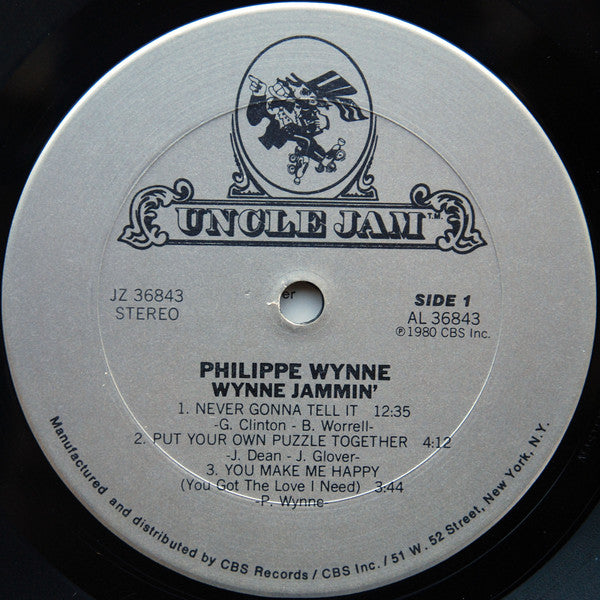 UNCLE JAM T.M.
JZ 36843
STEREO
er
SIDE 1
AL 36843
℗1980 CBS Inc.
PHILIPPE WYNNE
WYNNE JAMMIN'
1. NEVER GONNA TELL IT 12:35
-G. Clinton - B. Worrell-
2. PUT YOUR OWN PUZZLE TOGETHER 4:12
-J. Dean - J. Glover-
3. YOU MAKE ME HAPPY
(You Got The Love I Need) 3:44
-P. Wynne-
Manufactured and distributed by CBS Records / CBS Inc. / 51 W. 52 Street, New York, N.Y.